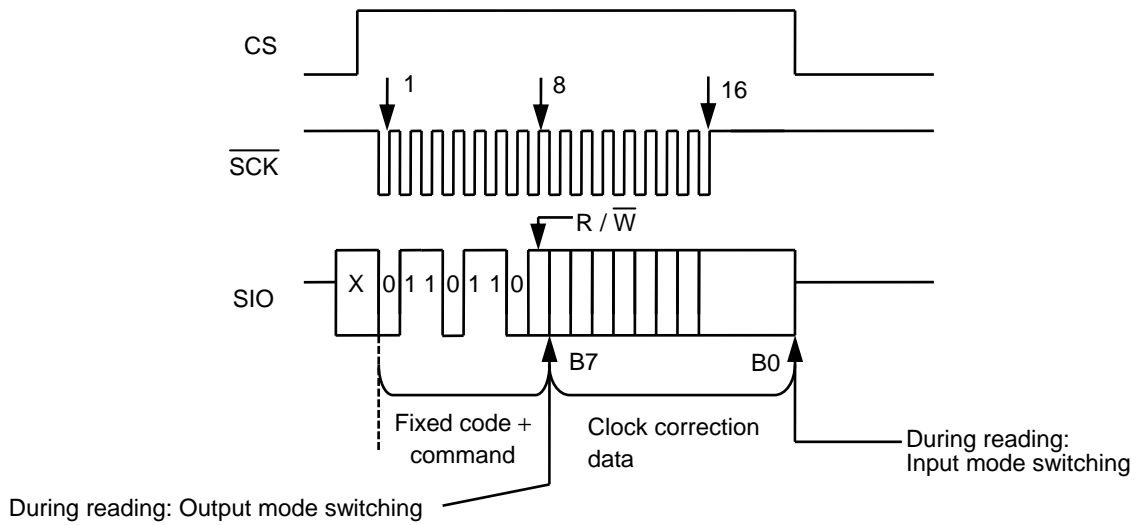 CS
1
8
16
SCK
R / W
X 0 1 1 0 1 1 0
SIO
B7
B0
Fixed code +
command
Clock correction
data
During reading:
Input mode switching
During reading: Output mode switching